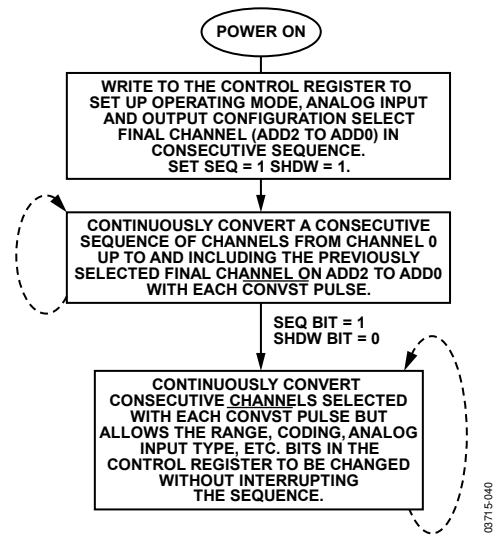 POWER ON
WRITE TO THE CONTROL REGISTER TO
SET UP OPERATING MODE, ANALOG INPUT
AND OUTPUT CONFIGURATION SELECT
FINAL CHANNEL (ADD2 TO ADD0) IN
CONSECUTIVE SEQUENCE.
SET SEQ = 1 SHDW = 1.
CONTINUOUSLY CONVERT A CONSECUTIVE
SEQUENCE OF CHANNELS FROM CHANNEL 0
UP TO AND INCLUDING THE PREVIOUSLY
SELECTED FINAL CHANNEL ON ADD2 TO ADD0
WITH EACH CONVST PULSE.
SEQ BIT = 1
SHDW BIT = 0
CONTINUOUSLY CONVERT
CONSECUTIVE CHANNELS SELECTED
WITH EACH CONVST PULSE BUT
ALLOWS THE RANGE, CODING, ANALOG
INPUT TYPE, ETC. BITS IN THE
CONTROL REGISTER TO BE CHANGED
WITHOUT INTERRUPTING
THE SEQUENCE.
03715-040